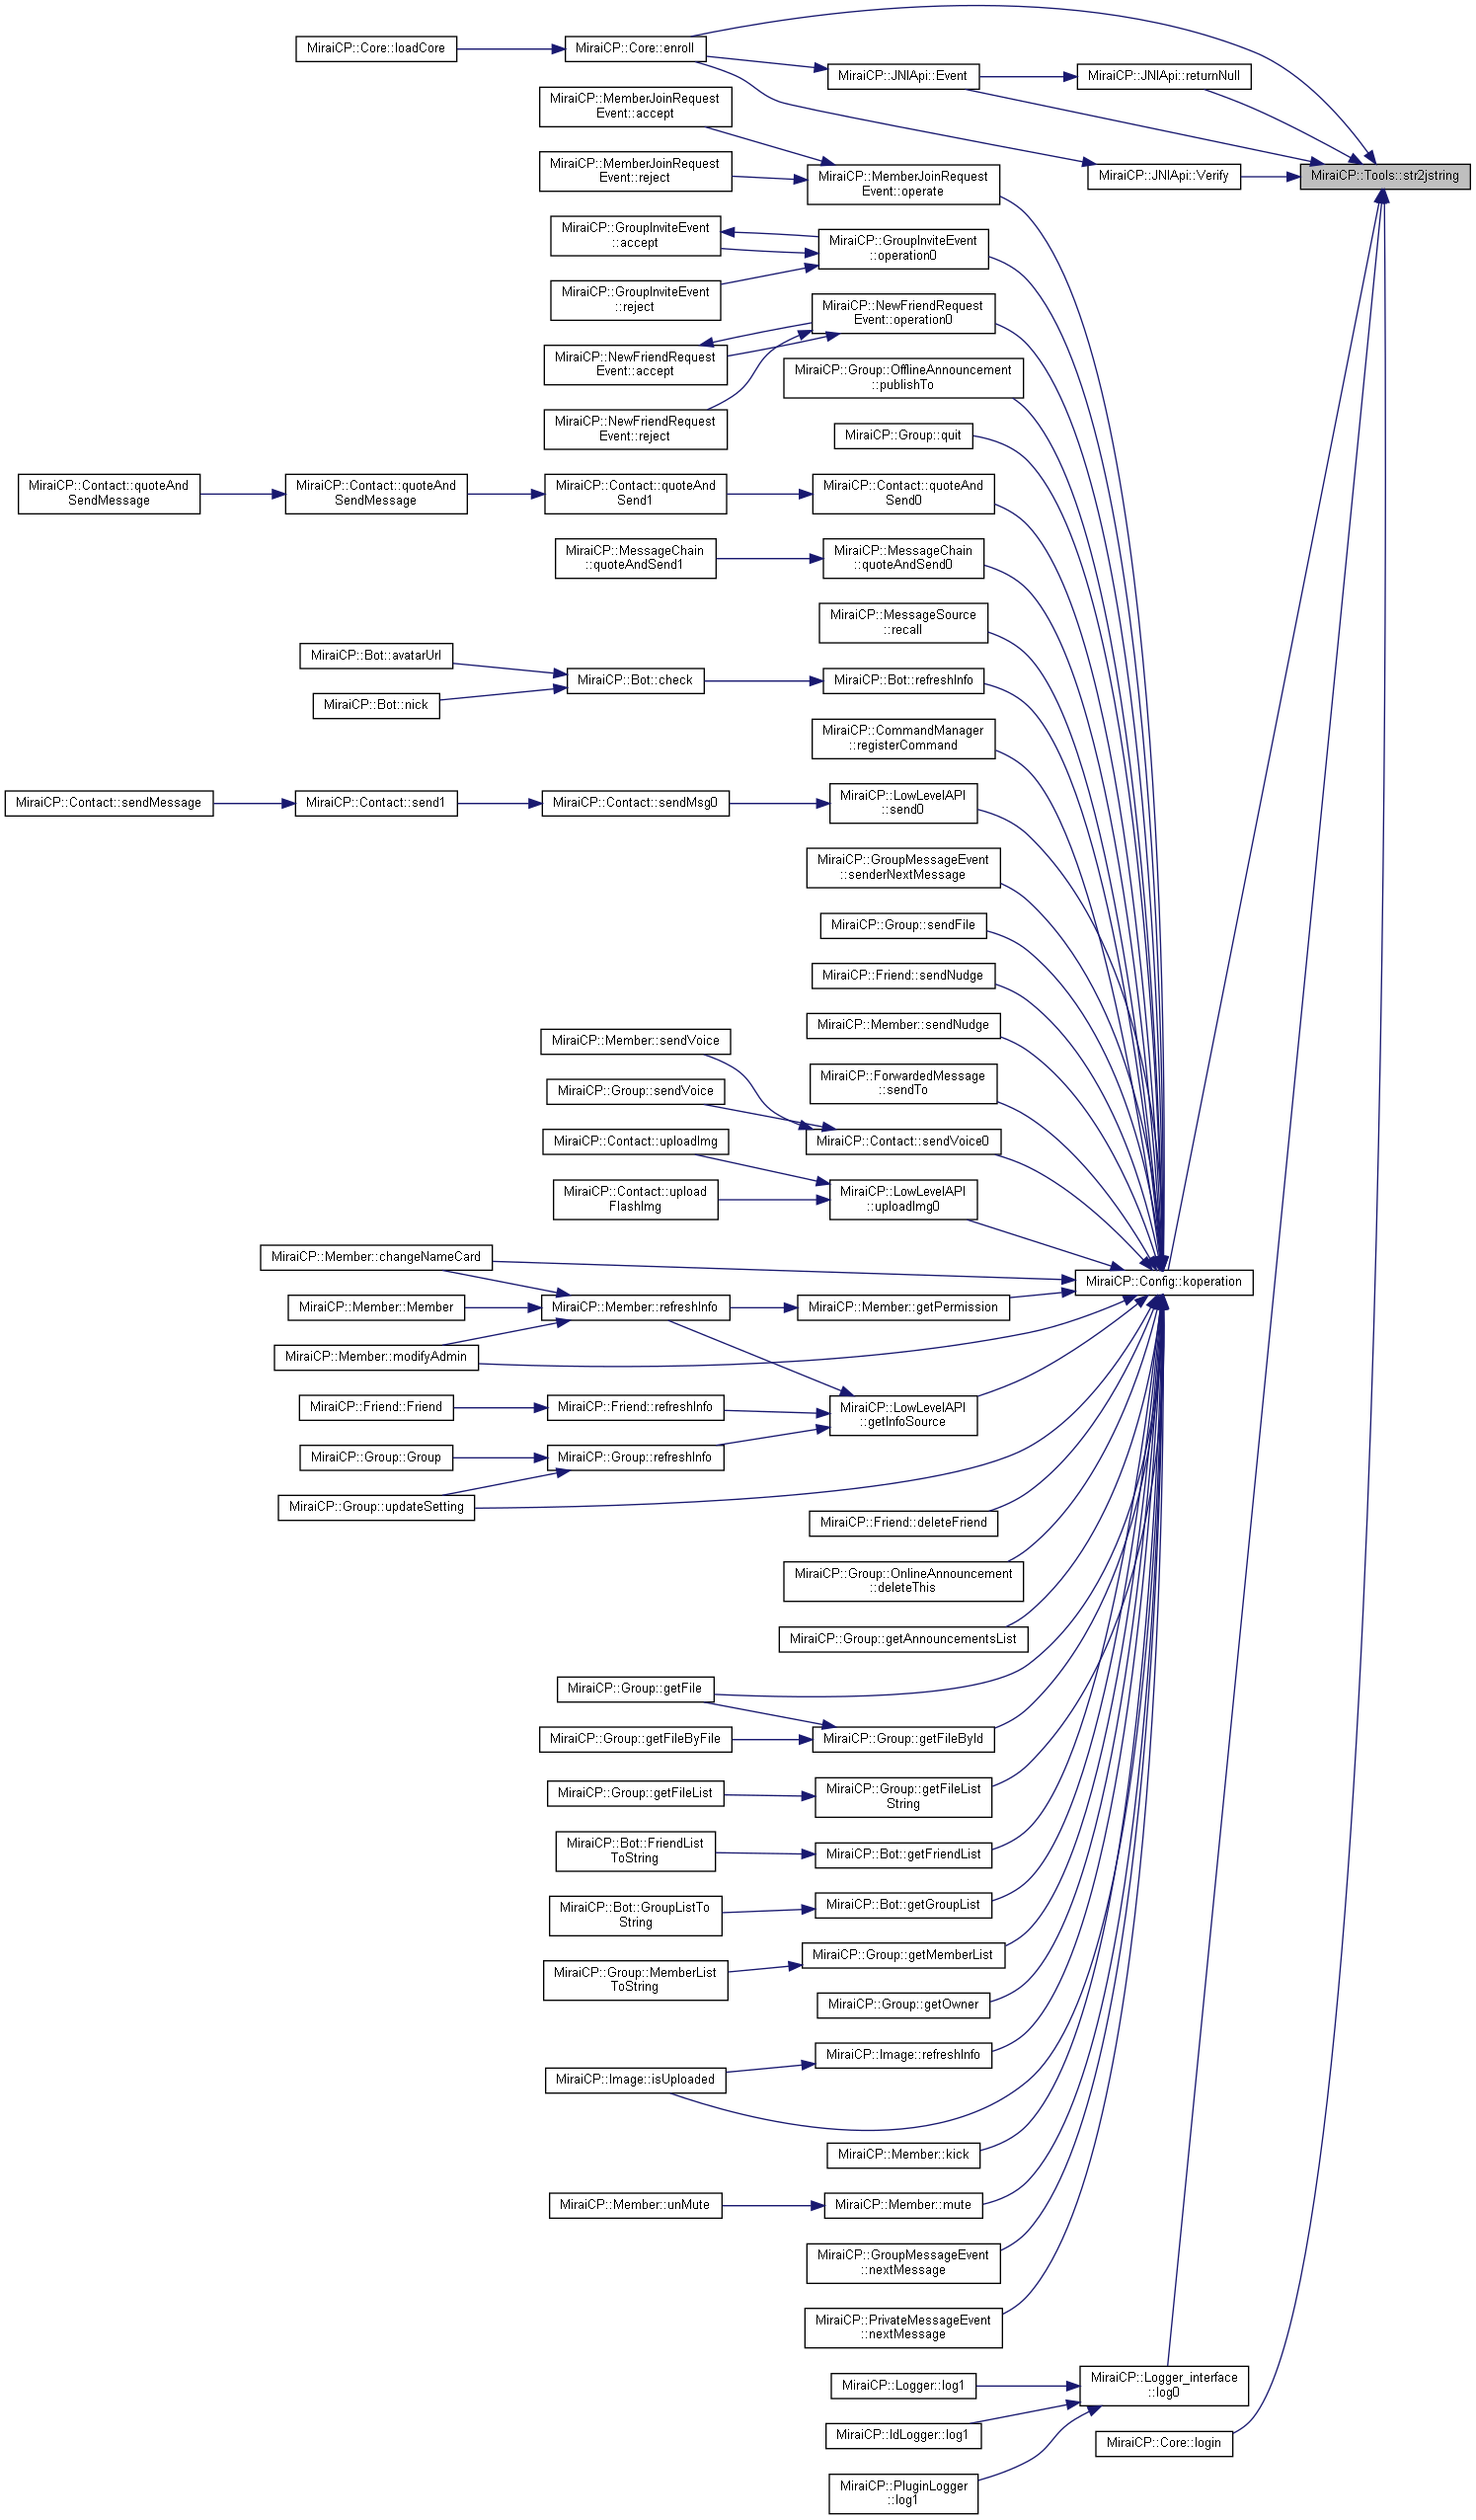 MiraiCP::Core::loadCore
MiraiCP::Core::enroll
MiraiCP::JNIApi::Event
MiraiCP::JNIApi::returnNull
MiraiCP::MemberJoinRequest
Event::accept
MiraiCP::MemberJoinRequest
Event::reject
MiraiCP::MemberJoinRequest
Event::operate
MiraiCP::JNIApi::Verify
MiraiCP::Tools::str2jstring
MiraiCP::GroupInviteEvent
::accept
MiraiCP::GroupInviteEvent
::operation0
MiraiCP::GroupInviteEvent
::reject
MiraiCP::NewFriendRequest
Event::operation0
MiraiCP::NewFriendRequest
Event::accept
MiraiCP::Group::OfflineAnnouncement
::publishTo
MiraiCP::NewFriendRequest
Event::reject
MiraiCP::Group::quit
MiraiCP::Contact::quoteAnd
SendMessage
MiraiCP::Contact::quoteAnd
SendMessage
MiraiCP::Contact::quoteAnd
Send1
MiraiCP::Contact::quoteAnd
Send0
MiraiCP::MessageChain
::quoteAndSend1
MiraiCP::MessageChain
::quoteAndSend0
MiraiCP::MessageSource
::recall
MiraiCP::Bot::avatarUrl
MiraiCP::Bot::check
MiraiCP::Bot::refreshInfo
MiraiCP::Bot::nick
MiraiCP::CommandManager
::registerCommand
MiraiCP::Contact::sendMessage
MiraiCP::Contact::send1
MiraiCP::Contact::sendMsg0
MiraiCP::LowLevelAPI
::send0
MiraiCP::GroupMessageEvent
::senderNextMessage
MiraiCP::Group::sendFile
MiraiCP::Friend::sendNudge
MiraiCP::Member::sendNudge
MiraiCP::Member::sendVoice
MiraiCP::ForwardedMessage
::sendTo
MiraiCP::Group::sendVoice
MiraiCP::Contact::sendVoice0
MiraiCP::Contact::uploadImg
MiraiCP::Contact::upload
FlashImg
MiraiCP::LowLevelAPI
::uploadImg0
MiraiCP::Member::changeNameCard
MiraiCP::Config::koperation
MiraiCP::Member::Member
MiraiCP::Member::refreshInfo
MiraiCP::Member::getPermission
MiraiCP::Member::modifyAdmin
MiraiCP::Friend::Friend
MiraiCP::Friend::refreshInfo
MiraiCP::LowLevelAPI
::getInfoSource
MiraiCP::Group::Group
MiraiCP::Group::refreshInfo
MiraiCP::Group::updateSetting
MiraiCP::Friend::deleteFriend
MiraiCP::Group::OnlineAnnouncement
::deleteThis
MiraiCP::Group::getAnnouncementsList
MiraiCP::Group::getFile
MiraiCP::Group::getFileByFile
MiraiCP::Group::getFileById
MiraiCP::Group::getFileList
MiraiCP::Group::getFileList
String
MiraiCP::Bot::FriendList
ToString
MiraiCP::Bot::getFriendList
MiraiCP::Bot::GroupListTo
String
MiraiCP::Bot::getGroupList
MiraiCP::Group::MemberList
ToString
MiraiCP::Group::getMemberList
MiraiCP::Group::getOwner
MiraiCP::Image::isUploaded
MiraiCP::Image::refreshInfo
MiraiCP::Member::kick
MiraiCP::Member::unMute
MiraiCP::Member::mute
MiraiCP::GroupMessageEvent
::nextMessage
MiraiCP::PrivateMessageEvent
::nextMessage
MiraiCP::Logger::log1
MiraiCP::Logger_interface
::log0
MiraiCP::IdLogger::log1
MiraiCP::Core::login
MiraiCP::PluginLogger
::log1